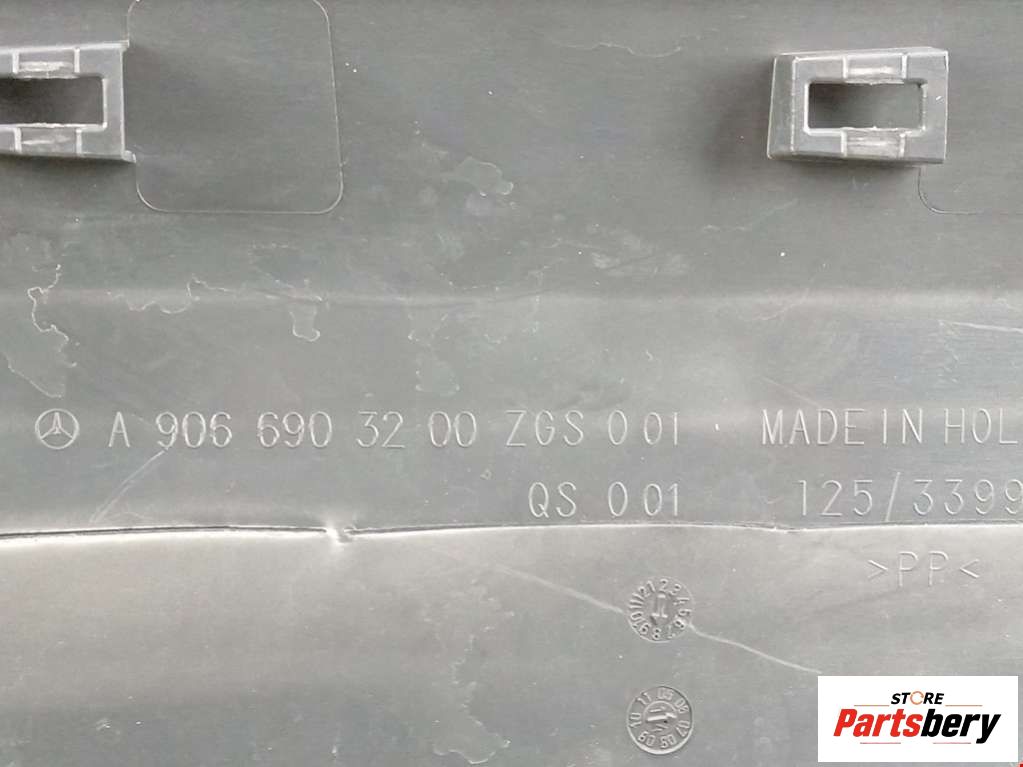 A 906 690 32 00 ZGS 001 MADE IN HOL
QS 001 125/3399
>PP<
STORE
Partsbery